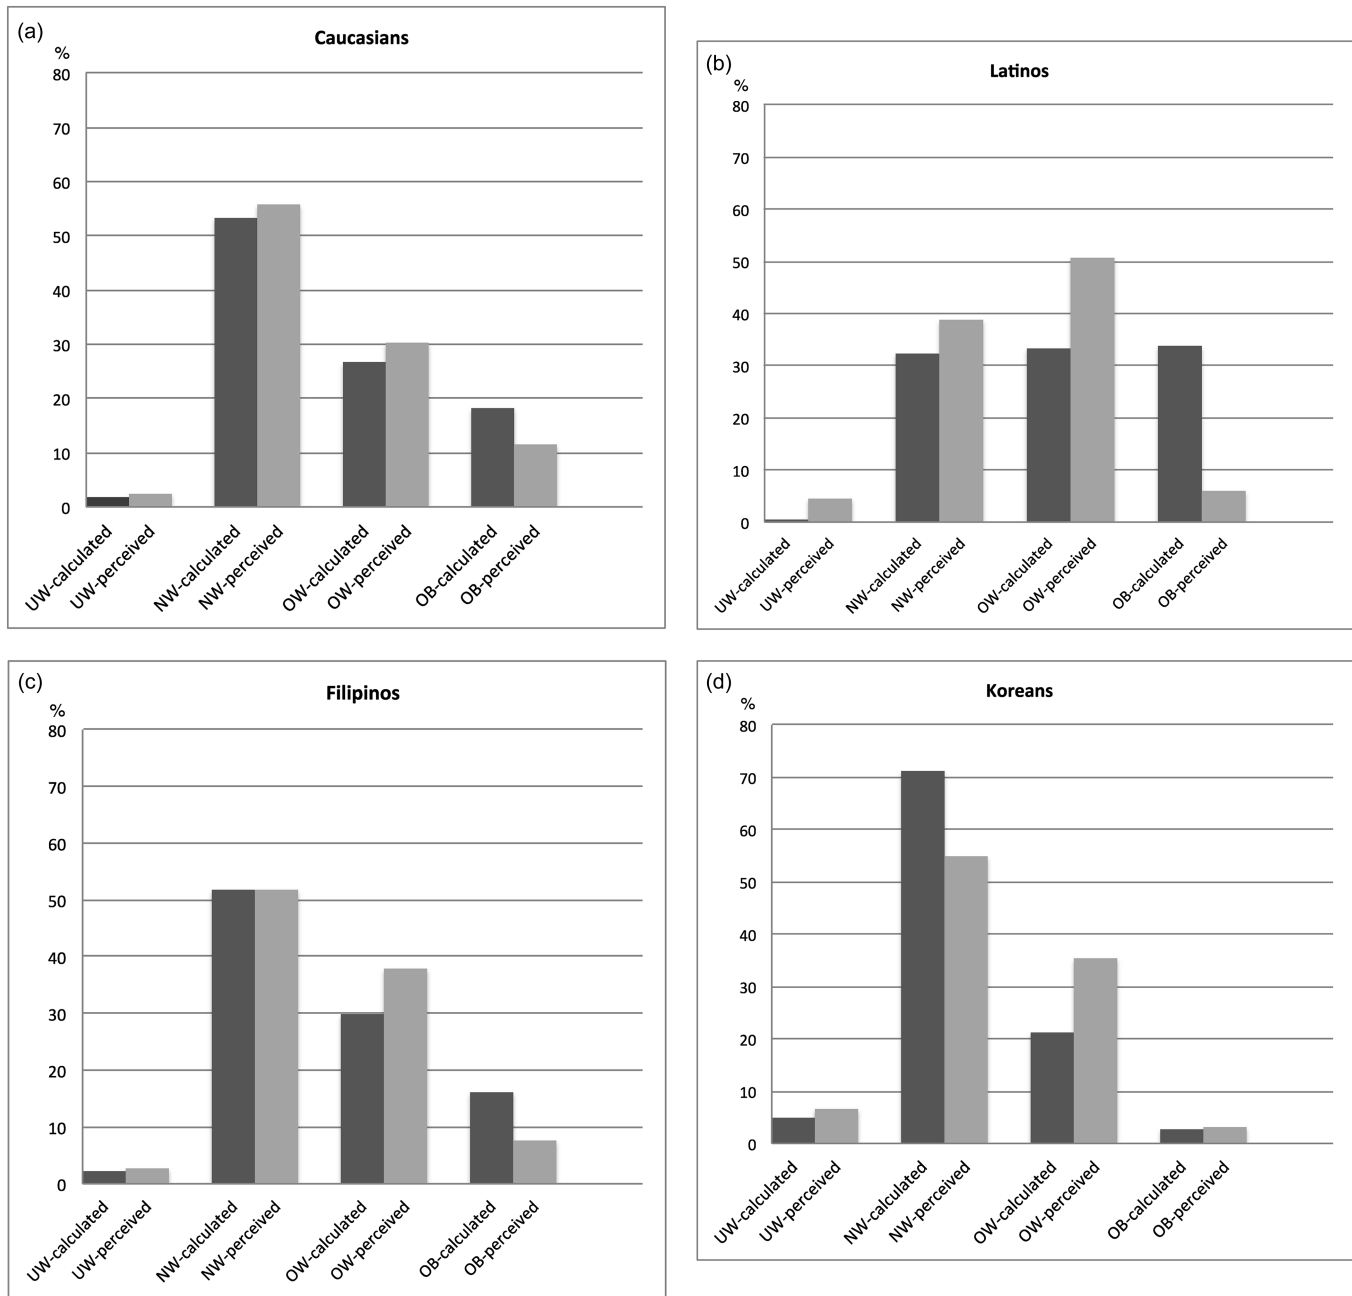 (a)
Caucasians
%
80
70
60
50
40
30
20
10
0
UW-calculated
UW-perceived
NW-calculated
NW-perceived
OW-calculated
OW-perceived
OB-calculated
OB-perceived
(b)
Latinos
%
80
70
60
50
40
30
20
10
0
UW-calculated
UW-perceived
NW-calculated
NW-perceived
OW-calculated
OW-perceived
OB-calculated
OB-perceived
(c)
Filipinos
%
80
70
60
50
40
30
20
10
0
UW-calculated
UW-perceived
NW-calculated
NW-perceived
OW-calculated
OW-perceived
OB-calculated
OB-perceived
(d)
Koreans
%
80
70
60
50
40
30
20
10
0
UW-calculated
UW-perceived
NW-calculated
NW-perceived
OW-calculated
OW-perceived
OB-calculated
OB-perceived